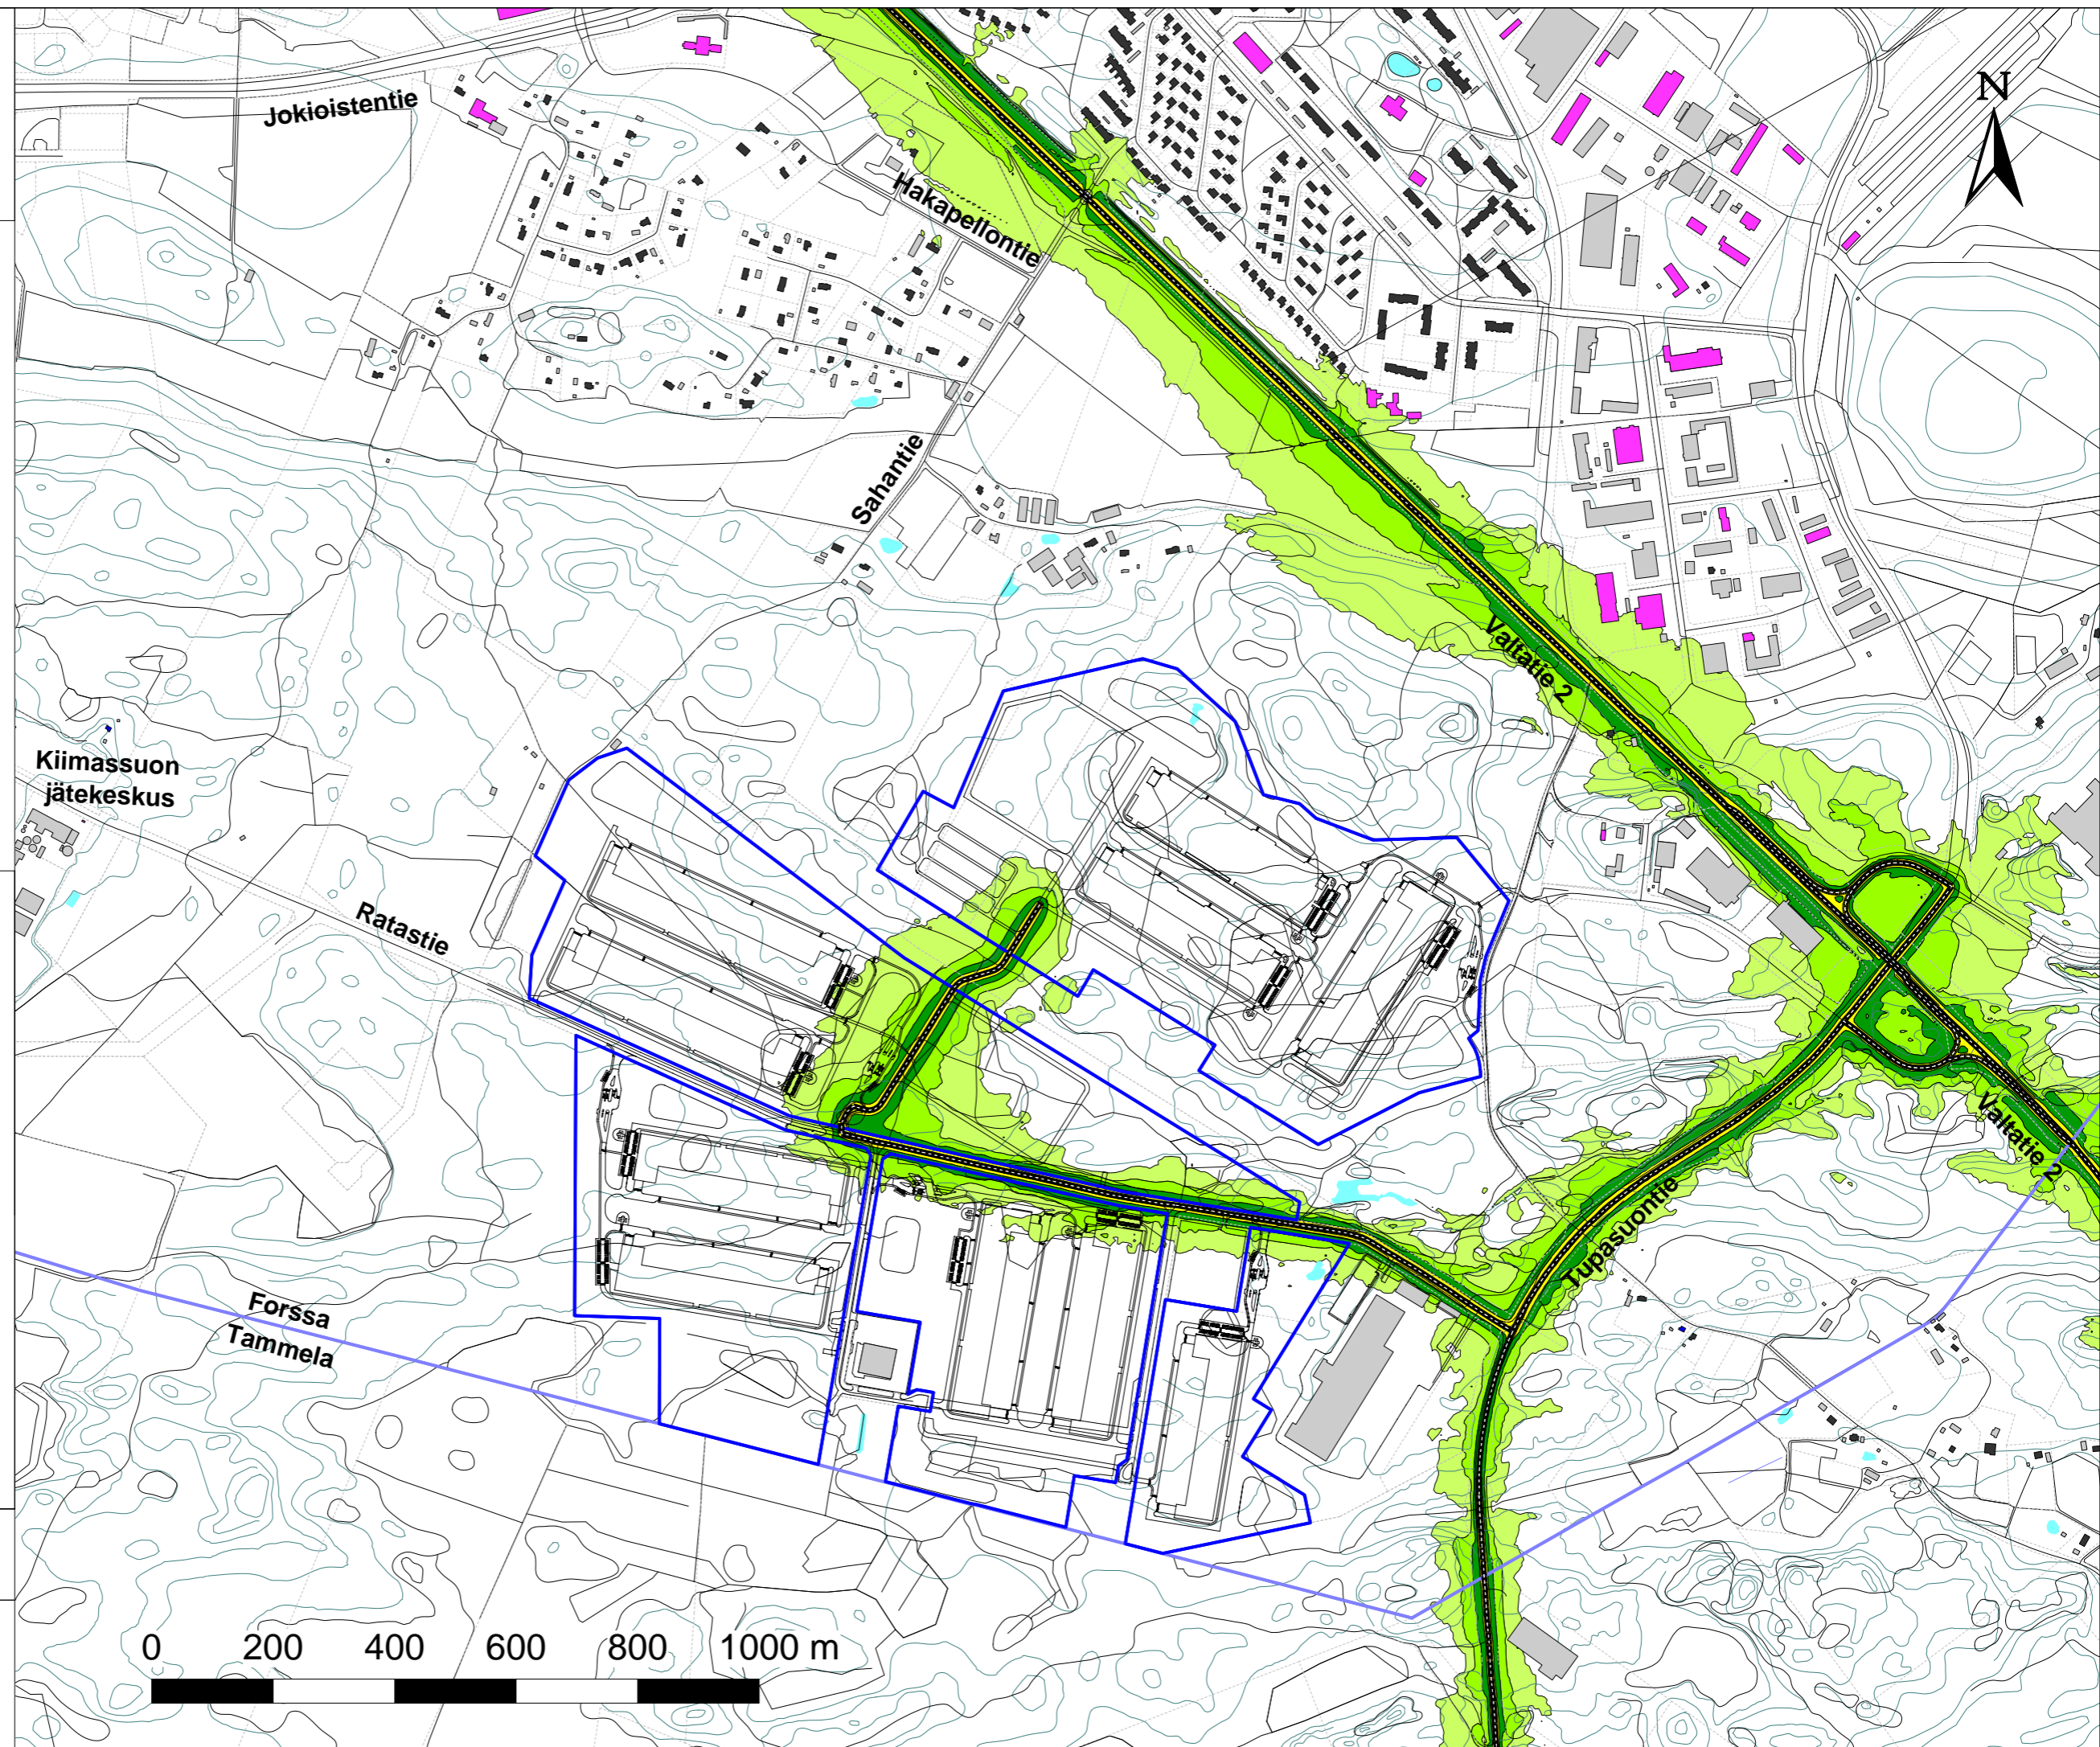 N
Jokioistentie
Hakapellontie
Sahantie
Valtatie 2
Kiimassuon
jätekeskus
Ratastie
Valtatie 2
Tupasuontie
Forssa
Tammela
0 200 400 600 800 1000 m